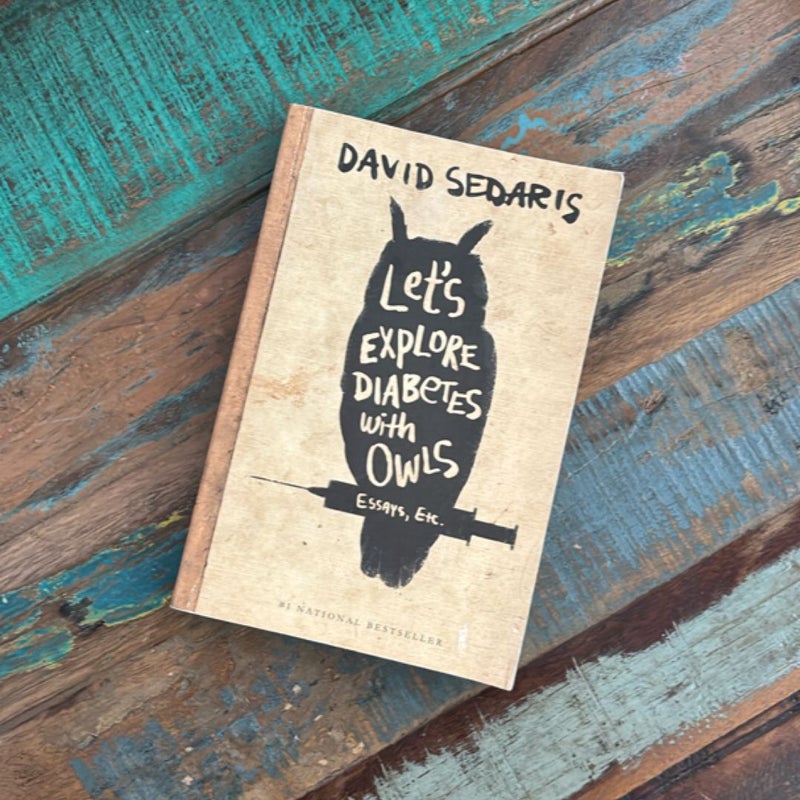 DAVID SEDARIS
Let's
EXPLORE
DIABETES
with
OWLS
ESSAYS, ETC.
#1 NATIONAL BESTSELLER